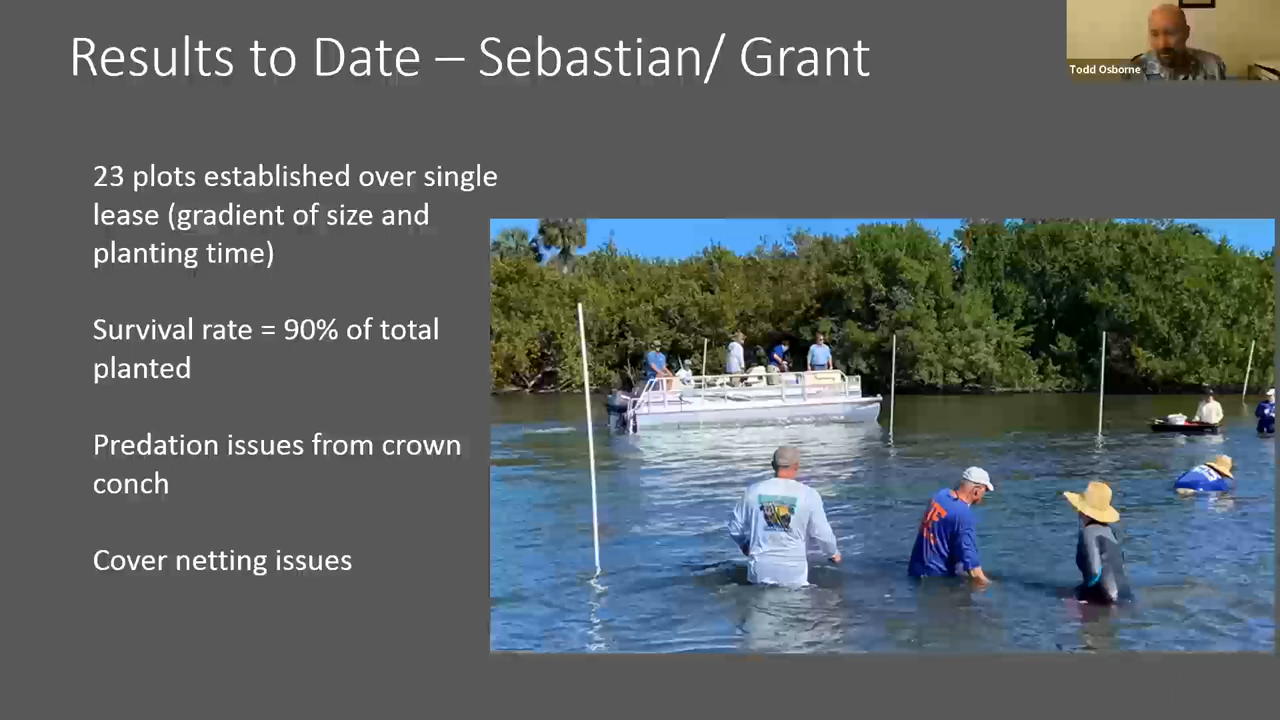 Results to Date – Sebastian/ Grant
Todd Osborne
23 plots established over single
lease (gradient of size and
planting time)
Survival rate = 90% of total
planted
Predation issues from crown
conch
Cover netting issues